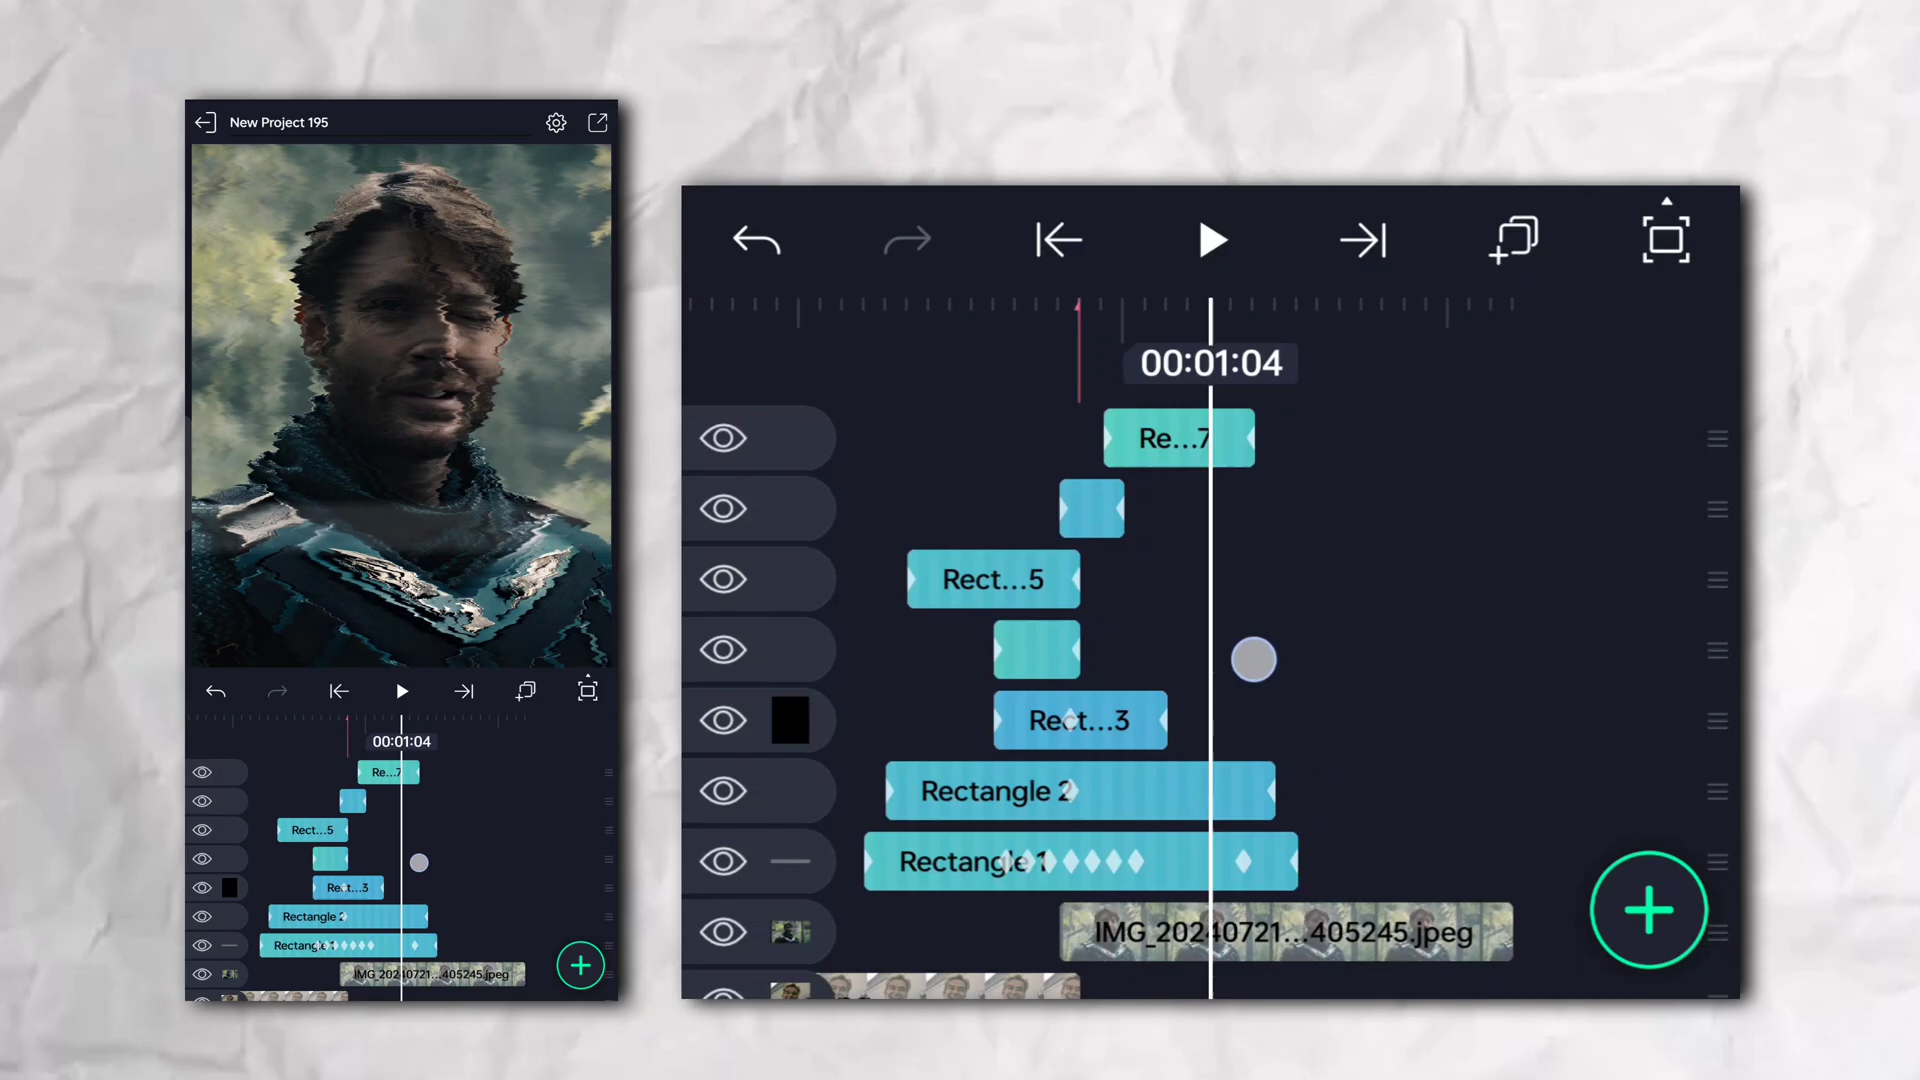 New Project 195
00:01:04
Re...7
Rect...5
Rect...3
Rectangle 2
Rectangle 1
IMG_20240721...405245.jpeg
00:01:04
Re...7
Rect...5
Rect...3
Rectangle 2
Rectangle 1
IMG_20240721...405245.jpeg